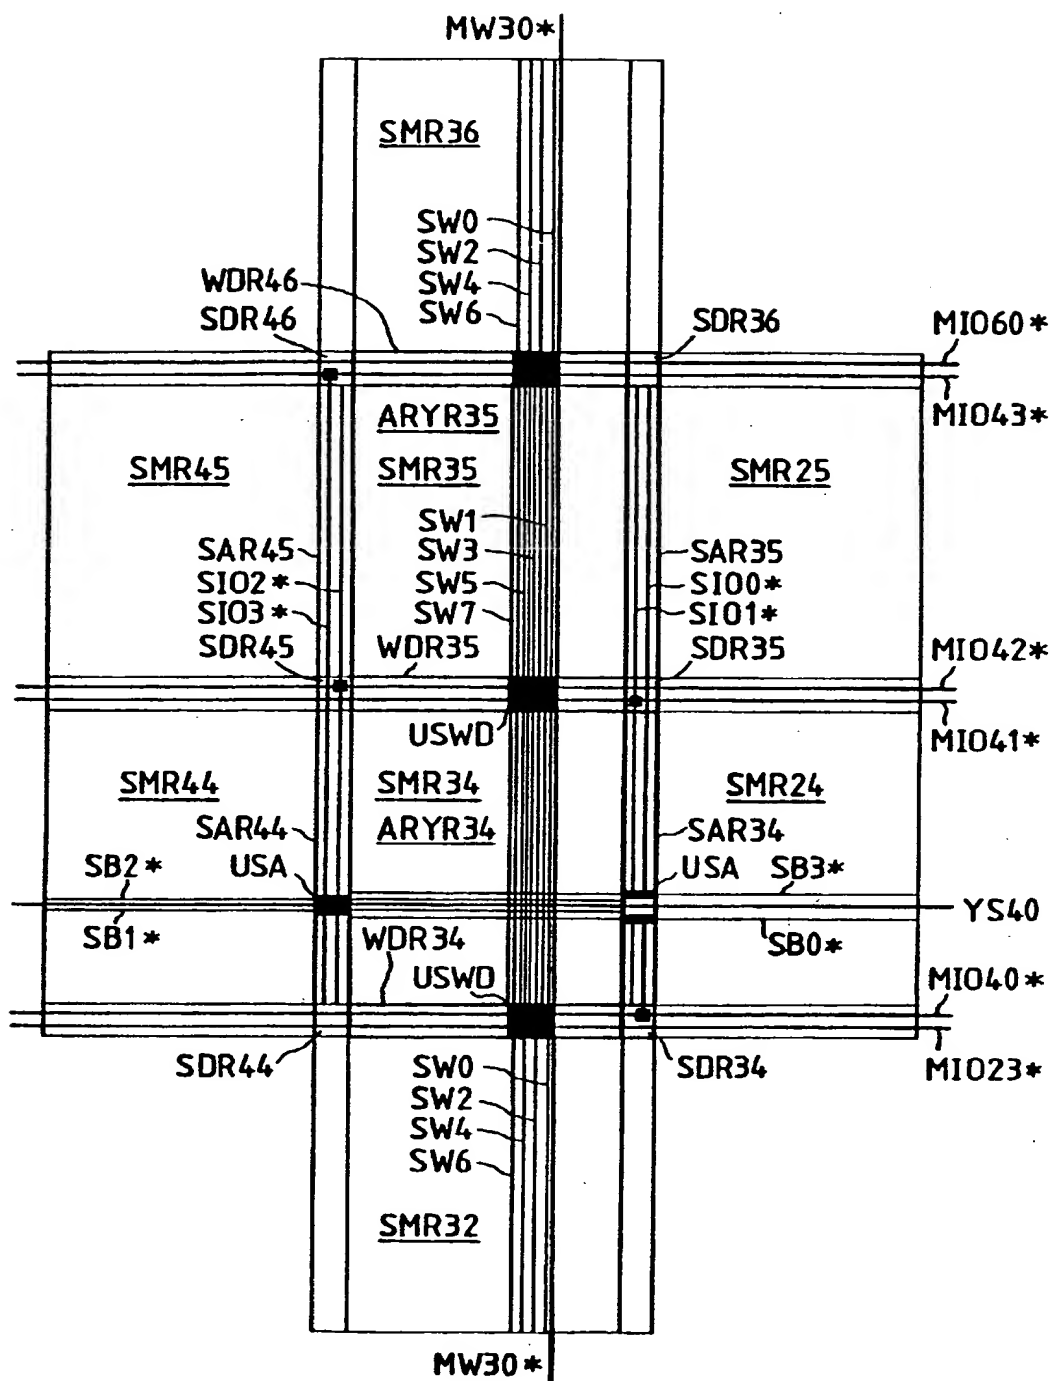 MW30*
SMR36
SW0
SW2
WDR46
SW4
SDR46
SW6
SDR36
MIO60*
MIO43*
ARYR35
SMR45
SMR35
SMR25
SW1
SAR45
SW3
SAR35
SIO2*
SW5
SIO0*
SIO3*
SW7
SIO1*
SDR45
WDR35
SDR35
MIO42*
USWD
MIO41*
SMR44
SMR34
SMR24
SAR44
ARYR34
SAR34
SB2*
USA
USA
SB3*
YS40
SB1*
WDR34
SB0*
USWD
MIO40*
SDR44
SW0
SDR34
MIO23*
SW2
SW4
SW6
SMR32
MW30*